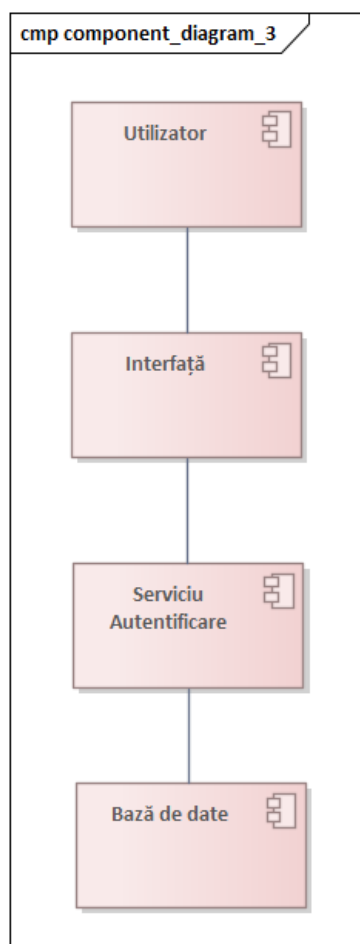 cmp component_diagram_3
Utilizator
Interfață
Serviciu
Autentificare
Bază de date